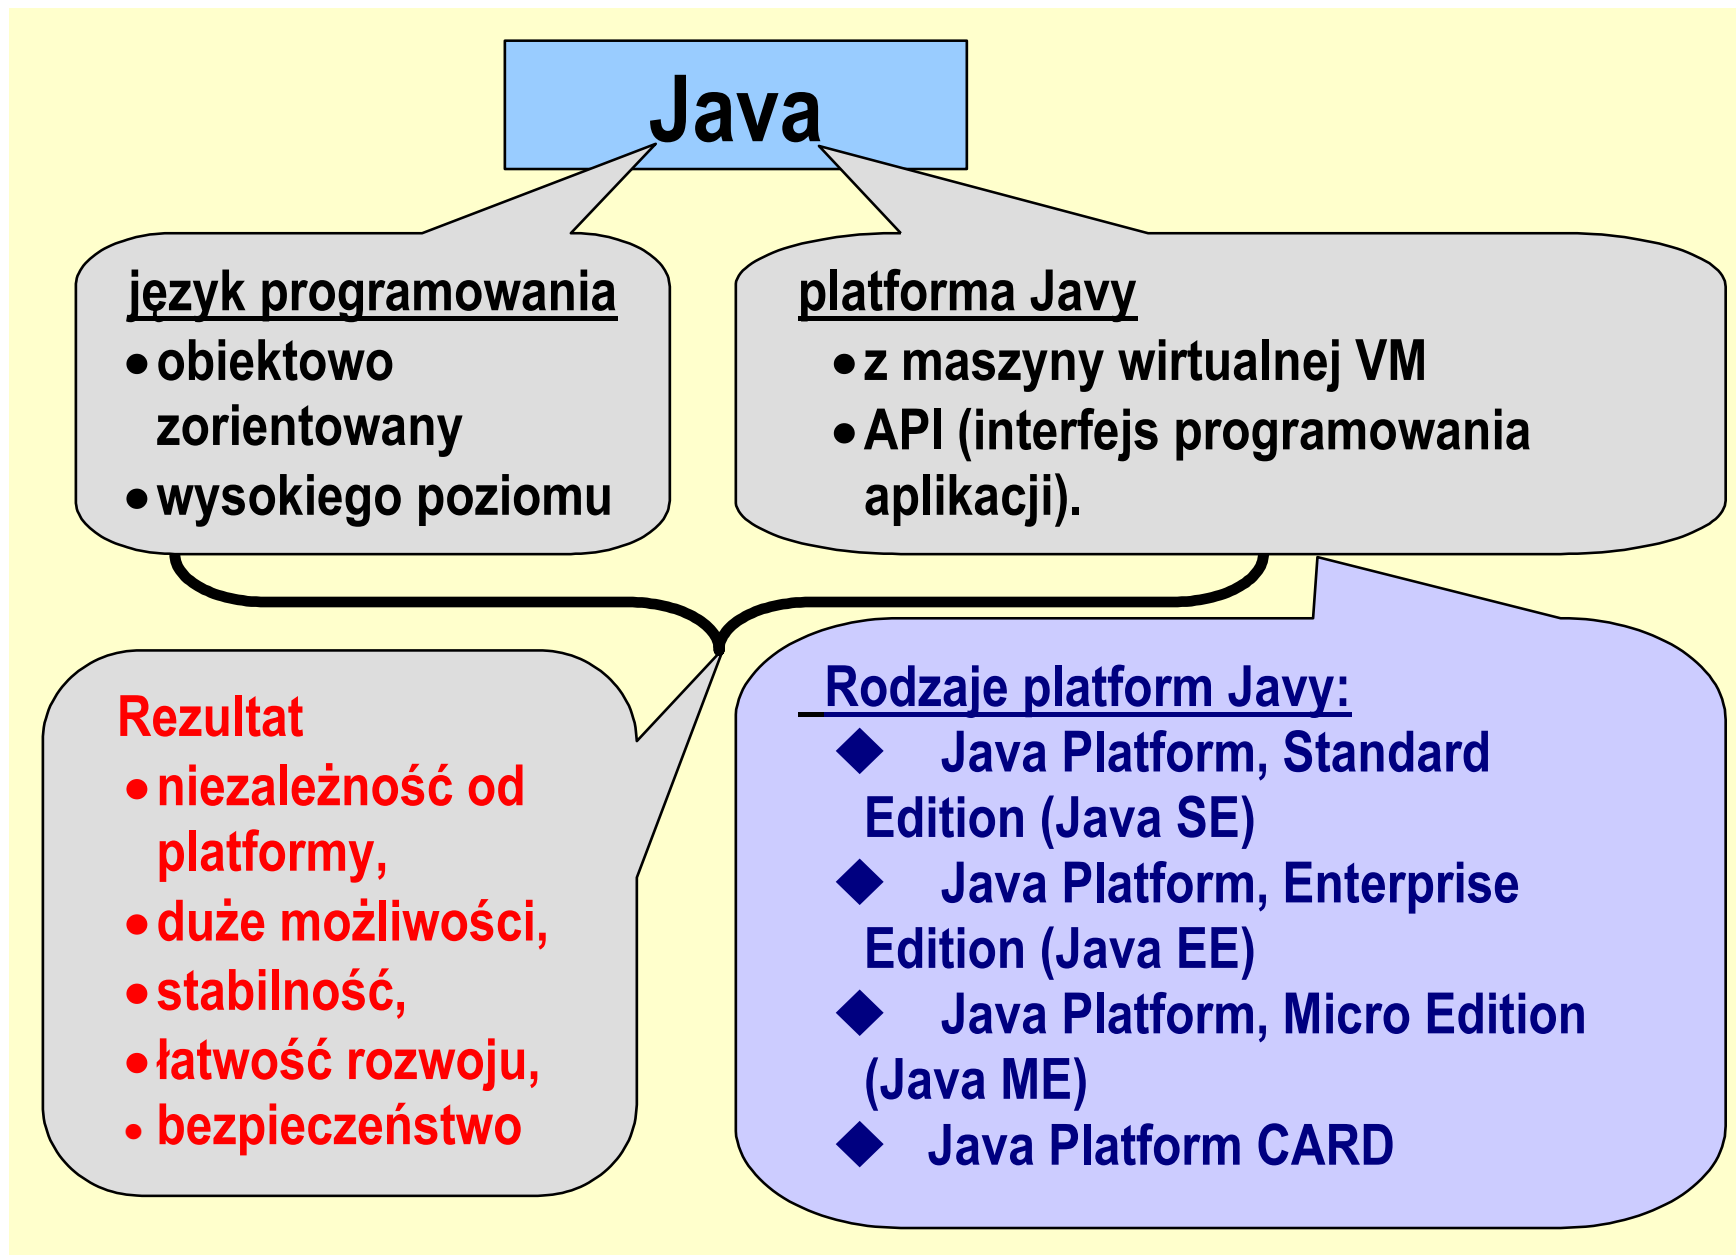 Java
język programowania
• obiektowo
zorientowany
• wysokiego poziomu
platforma Javy
• z maszyny wirtualnej VM
• API (interfejs programowania
aplikacji).
Rezultat
• niezależność od
platformy,
• duże możliwości,
• stabilność,
• łatwość rozwoju,
• bezpieczeństwo
Rodzaje platform Javy:
◆ Java Platform, Standard
Edition (Java SE)
◆ Java Platform, Enterprise
Edition (Java EE)
◆ Java Platform, Micro Edition
(Java ME)
◆ Java Platform CARD